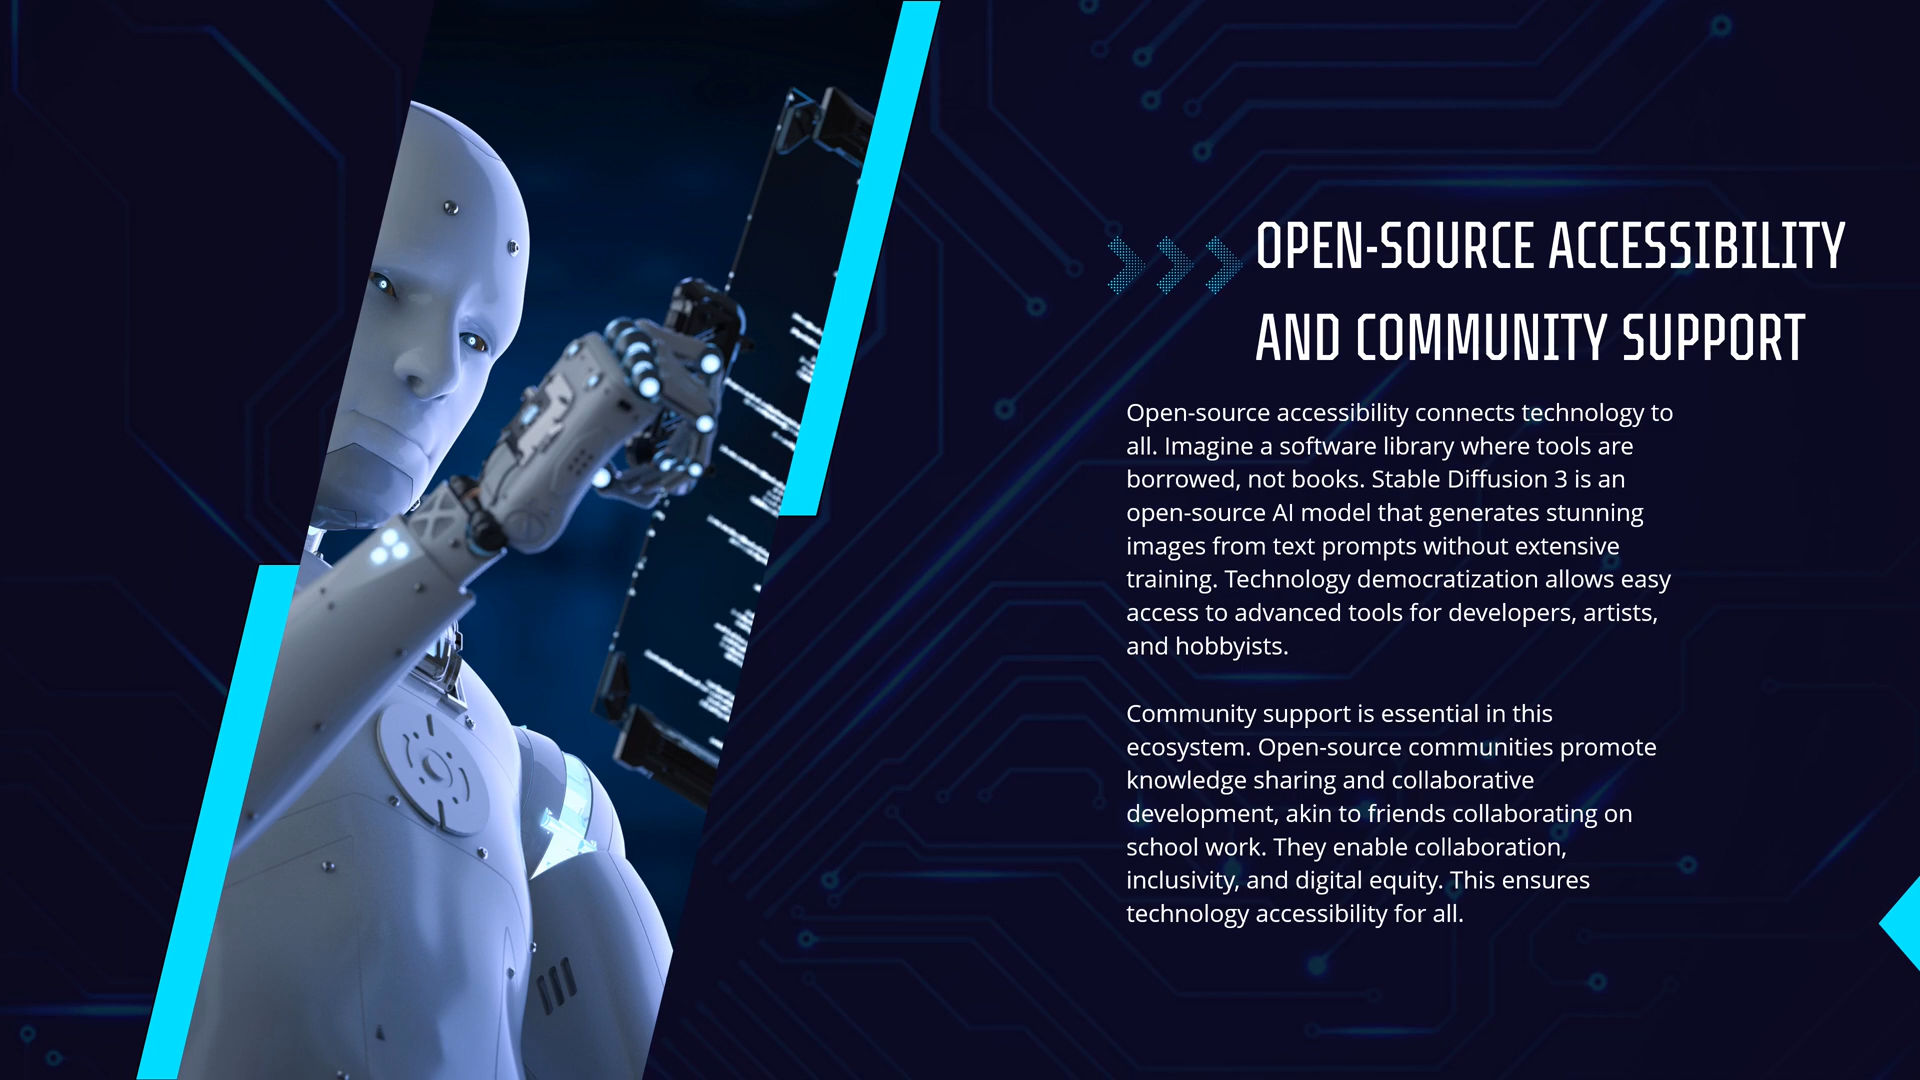 OPEN-SOURCE ACCESSIBILITY
AND COMMUNITY SUPPORT
Open-source accessibility connects technology to
all. Imagine a software library where tools are
borrowed, not books. Stable Diffusion 3 is an
open-source AI model that generates stunning
images from text prompts without extensive
training. Technology democratization allows easy
access to advanced tools for developers, artists,
and hobbyists.
Community support is essential in this
ecosystem. Open-source communities promote
knowledge sharing and collaborative
development, akin to friends collaborating on
school work. They enable collaboration,
inclusivity, and digital equity. This ensures
technology accessibility for all.